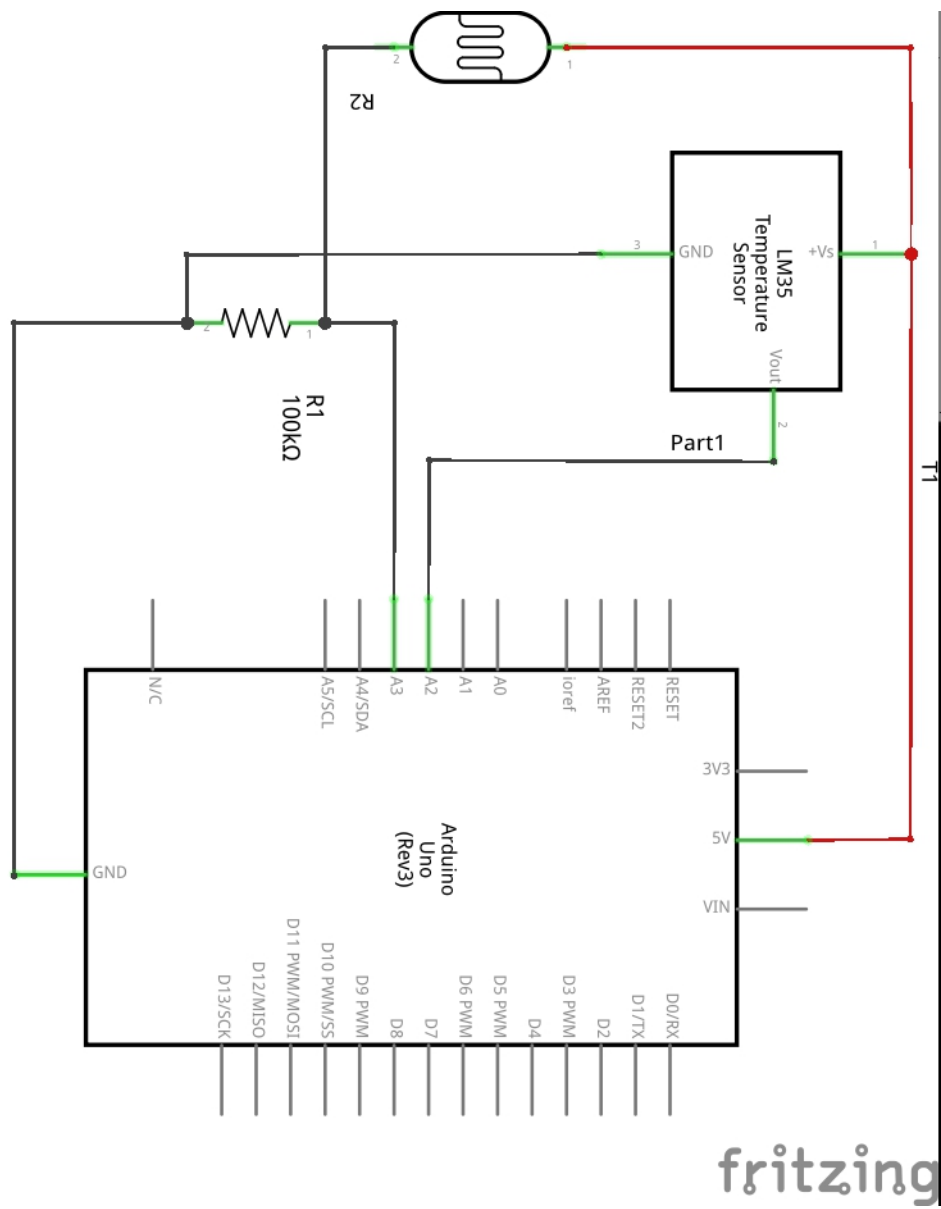 2
1
R2
3
GND
LM35
Temperature
Sensor
+Vs
1
2
1
Vout
2
R1
100kΩ
Part1
T1
N/C
A5/SCL
A4/SDA
A3
A2
A1
A0
ioref
AREF
RESET2
RESET
3V3
5V
VIN
GND
Arduino
Uno
(Rev3)
D13/SCK
D12/MISO
D11 PWM/MOSI
D10 PWM/SS
D9 PWM
D8
D7
D6 PWM
D5 PWM
D4
D3 PWM
D2
D1/TX
D0/RX
fritzing